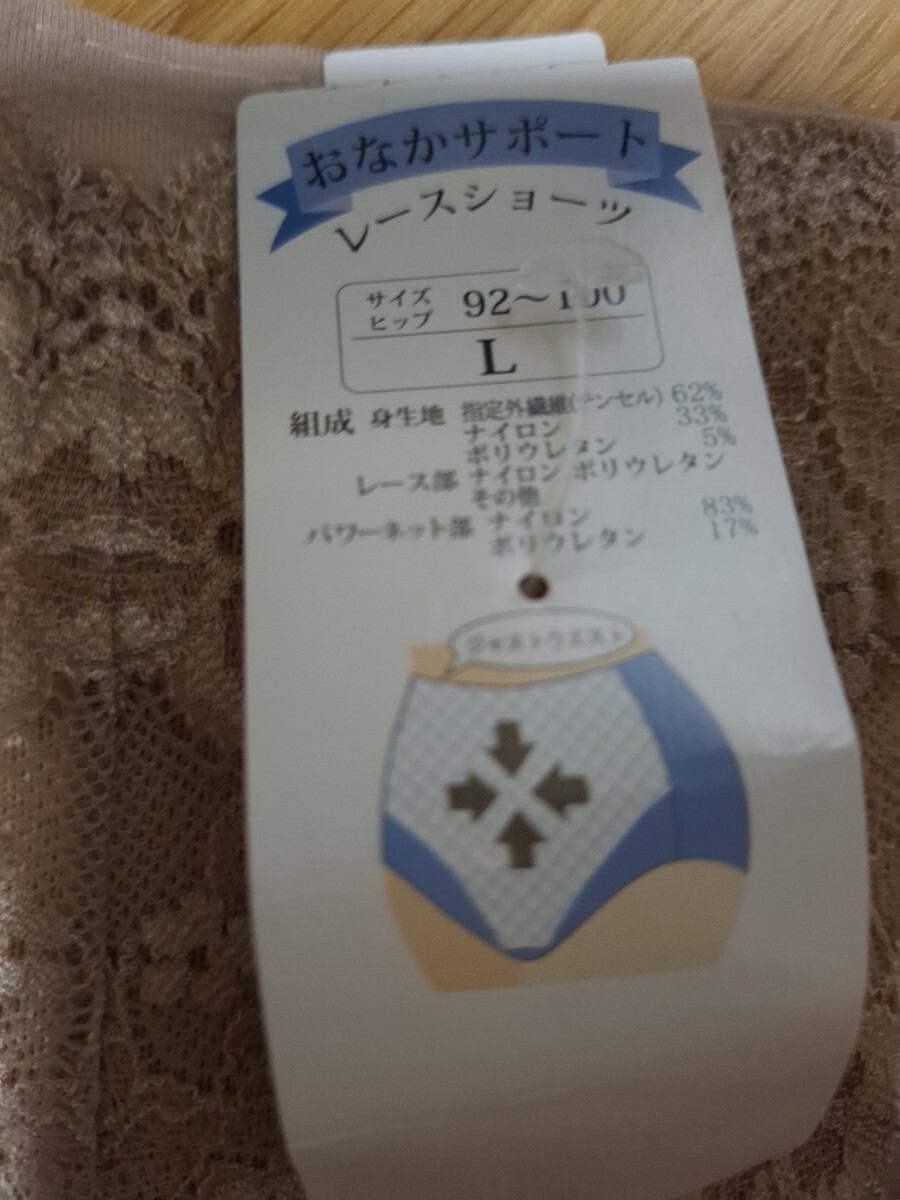 おなかサポート
レースショーツ
サイズ
ヒップ 92〜100
L
組成 身生地 指定外繊維(テンセル) 62%
ナイロン 33%
ポリウレタン 5%
レース部 ナイロン ポリウレタン
その他
パワーネット部 ナイロン 83%
ポリウレタン 17%
ジャストウエスト